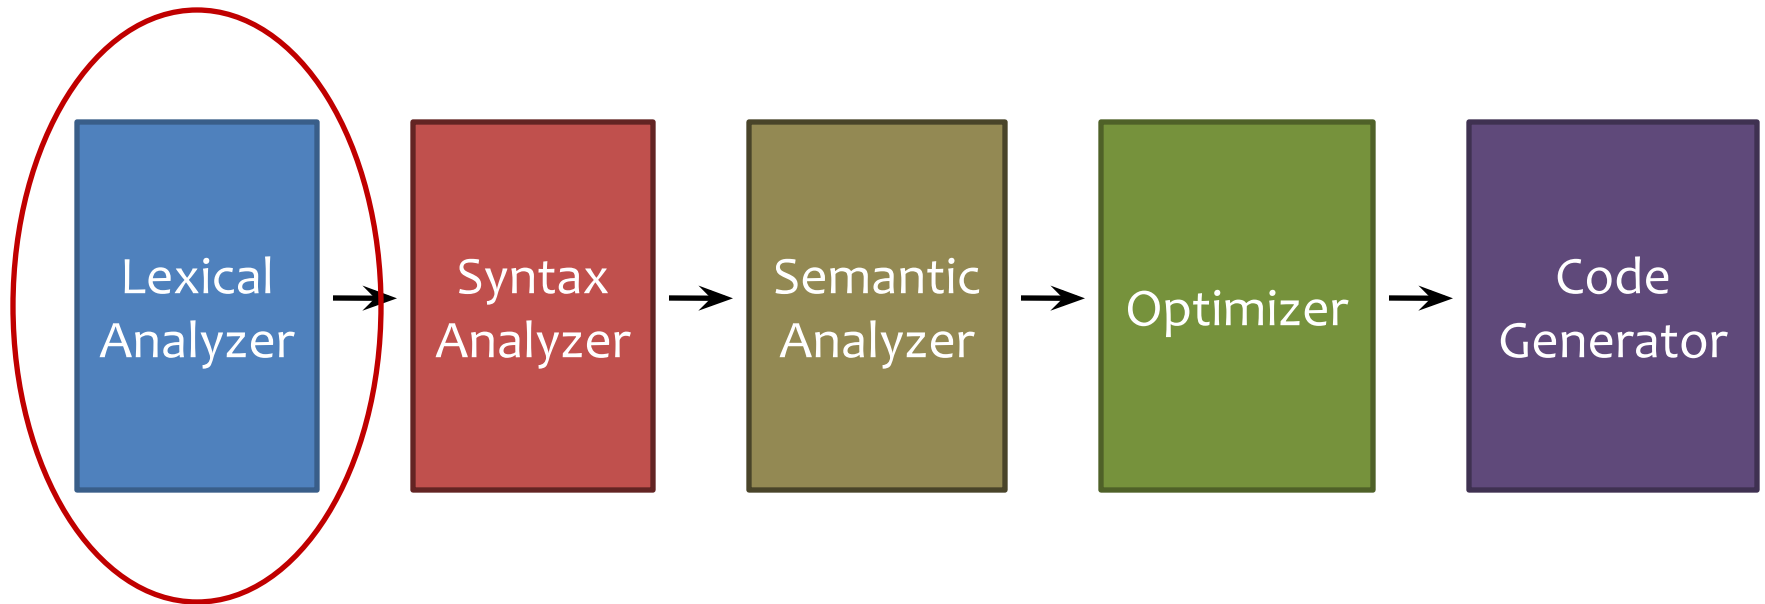 Lexical
Analyzer
Syntax
Analyzer
Semantic
Analyzer
Optimizer
Code
Generator